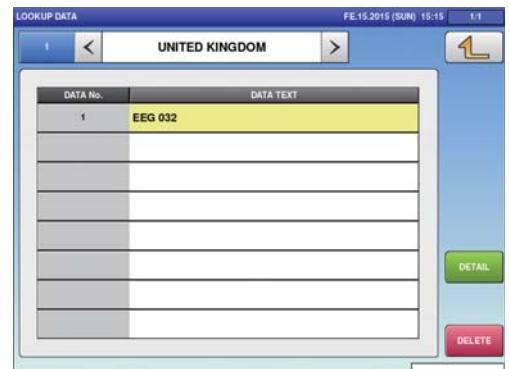 LOOKUP DATA FE.15.2015 (SUN) 15:15 1/1
1 < UNITED KINGDOM >
DATA No. DATA TEXT
1 EEG 032
DETAIL
DELETE